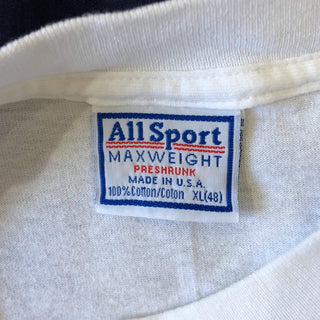 All Sport
MAXWEIGHT
PRESHRUNK
MADE IN U.S.A.
100% Cotton/Coton XL(48)